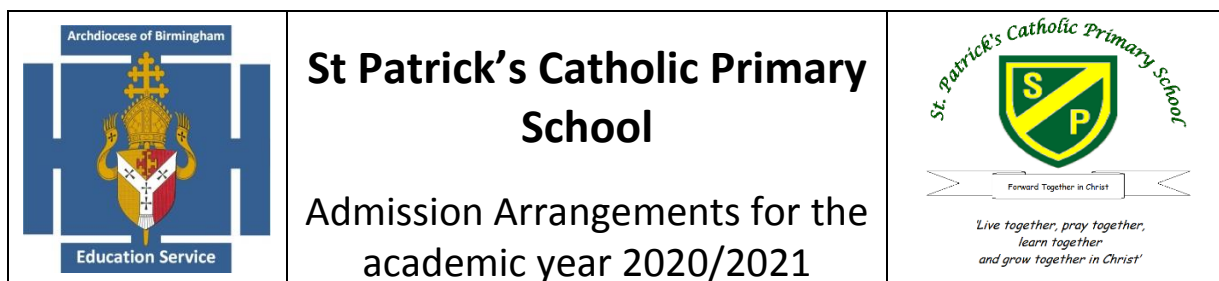 Archdiocese of Birmingham
Education Service
St Patrick’s Catholic Primary
School
Admission Arrangements for the
academic year 2020/2021
St. Patrick's Catholic Primary School
S
P
Forward Together in Christ
'Live together, pray together,
learn together
and grow together in Christ'